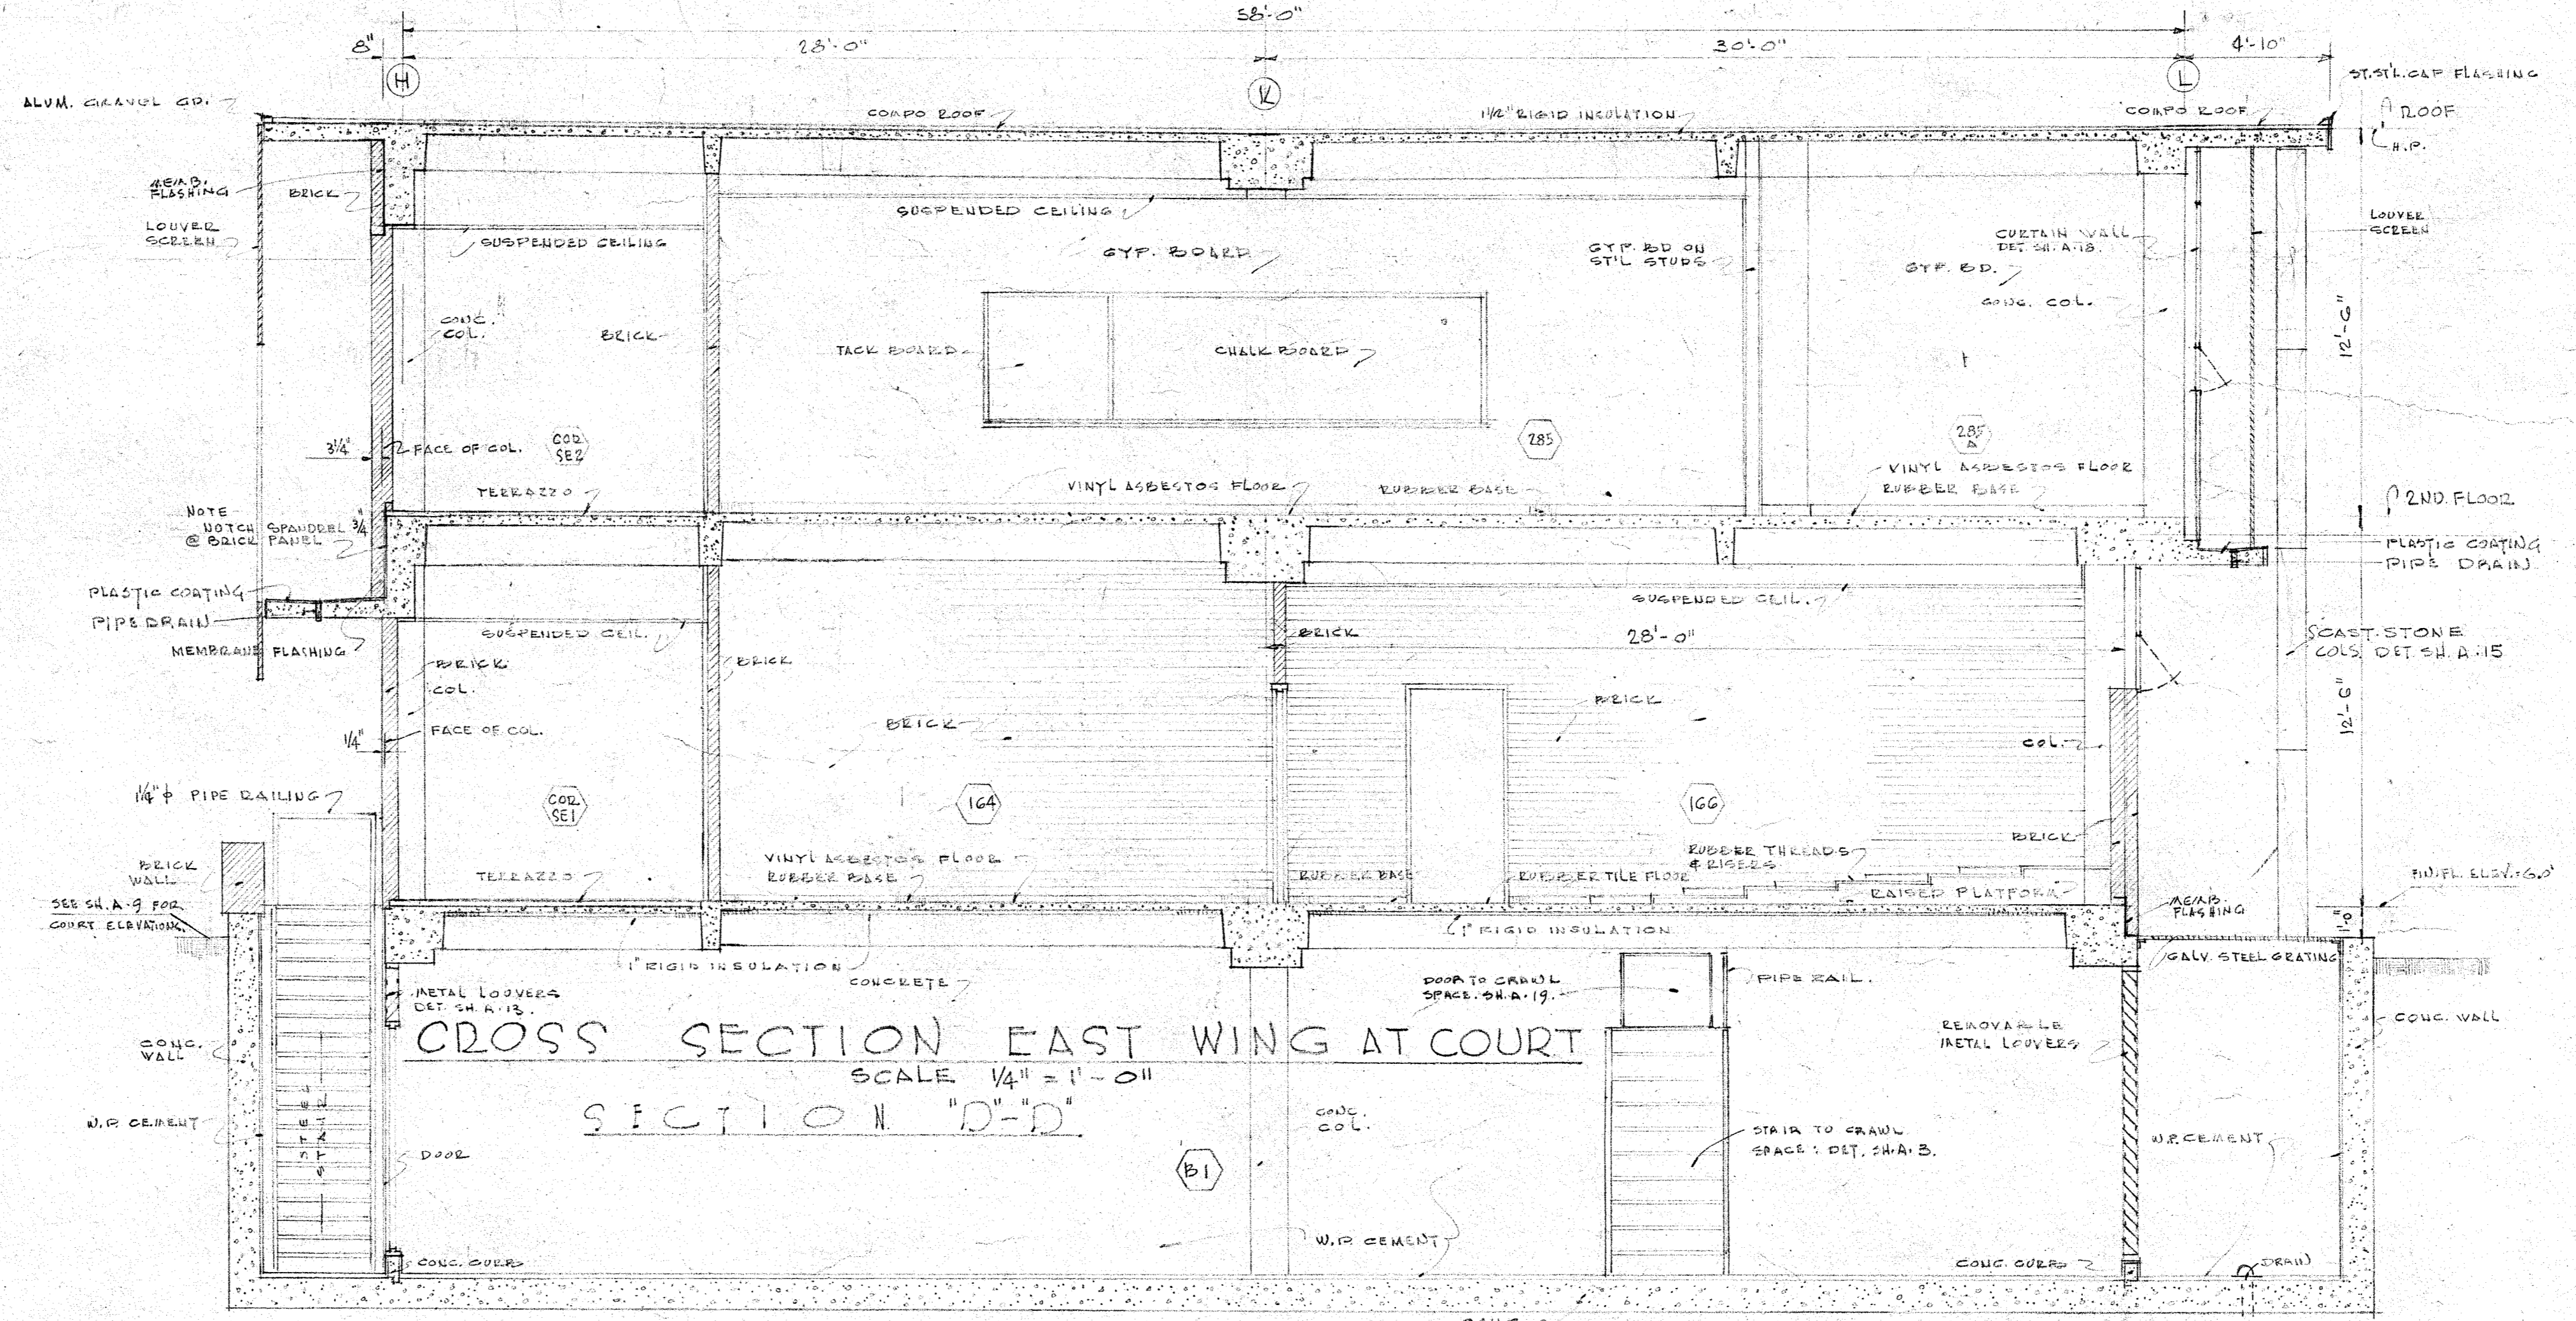 58'-0"
8"
28'-0"
30'-0"
4'-10"
H
K
L
ST.ST'L.CAP FLASHING
ALUM. GRAVEL GD.
COMPO ROOF
1 1/2" RIGID INSULATION
COMPO ROOF
ROOF
H.P.
MEMB.
FLASHING
BRICK
LOUVER
SCREEN
SUSPENDED CEILING
SUSPENDED CEILING
GYP. BOARD
GYP. BD ON
ST'L STUDS
CURTAIN WALL
DET. SH. A-18.
GYP. BD.
CONC. COL.
LOUVER
SCREEN
12'-6"
CONC.
COL.
BRICK
TACK BOARD
CHALK BOARD
3 1/4"
FACE OF COL.
COR
SE2
285
285
A
TERRAZZO
VINYL ASBESTOS FLOOR
RUBBER BASE
VINYL ASBESTOS FLOOR
RUBBER BASE
2ND. FLOOR
NOTE
NOTCH SPANDREL 3/4"
@ BRICK PANEL
PLASTIC COATING
PIPE DRAIN
PLASTIC COATING
PIPE DRAIN
MEMBRANE FLASHING
SUSPENDED CEIL.
SUSPENDED CEIL.
BRICK
28'-0"
CAST STONE
COLS. DET. SH. A-15
BRICK
COL.
BRICK
BRICK
BRICK
12'-6"
1/4"
FACE OF COL.
COL.
1 1/4" ϕ PIPE RAILING
COR
SE1
164
166
BRICK
WALL
VINYL ASBESTOS FLOOR
RUBBER BASE
TERRAZZO
RUBBER BASE
RUBBER TILE FLOOR
RUBBER THREADS
& RISERS
BRICK
RAISED PLATFORM
FIN. FL. ELEV. = 6.0'
SEE SH. A-9 FOR
COURT ELEVATIONS.
MEMB.
FLASHING
1'-0"
1" RIGID INSULATION
1" RIGID INSULATION
CONCRETE
GALV. STEEL GRATING
METAL LOUVERS
DET. SH. A-13.
DOOR TO CRAWL
SPACE. SH. A-19.
PIPE RAIL.
CONC.
WALL
CROSS SECTION EAST WING AT COURT
SCALE 1/4" = 1'-0"
SECTION "D"-"D"
REMOVABLE
METAL LOUVERS
CONC. WALL
W.P. CEMENT
DOOR
B1
CONC.
COL.
STAIR TO CRAWL
SPACE: DET. SH. A-3.
W.P. CEMENT
W.P. CEMENT
CONC. CURB
CONC. CURB
DRAIN